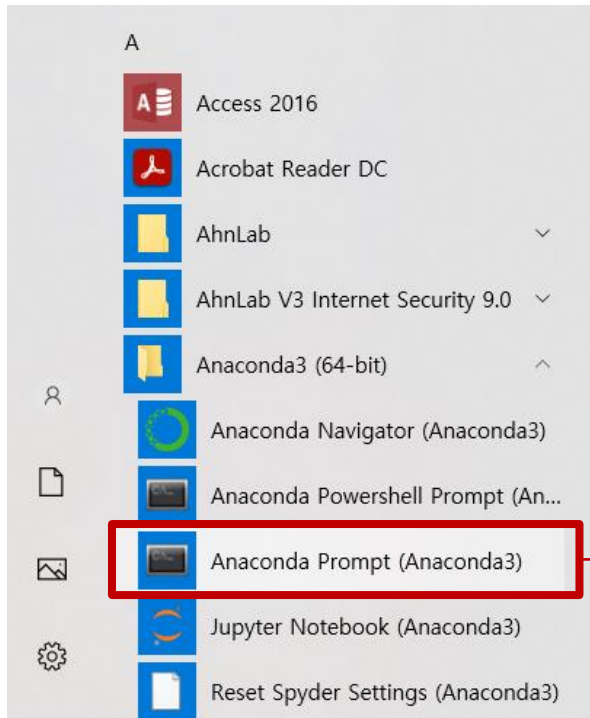 A
Access 2016
Acrobat Reader DC
AhnLab
AhnLab V3 Internet Security 9.0
Anaconda3 (64-bit)
Anaconda Navigator (Anaconda3)
Anaconda Powershell Prompt (An...
Anaconda Prompt (Anaconda3)
Jupyter Notebook (Anaconda3)
Reset Spyder Settings (Anaconda3)